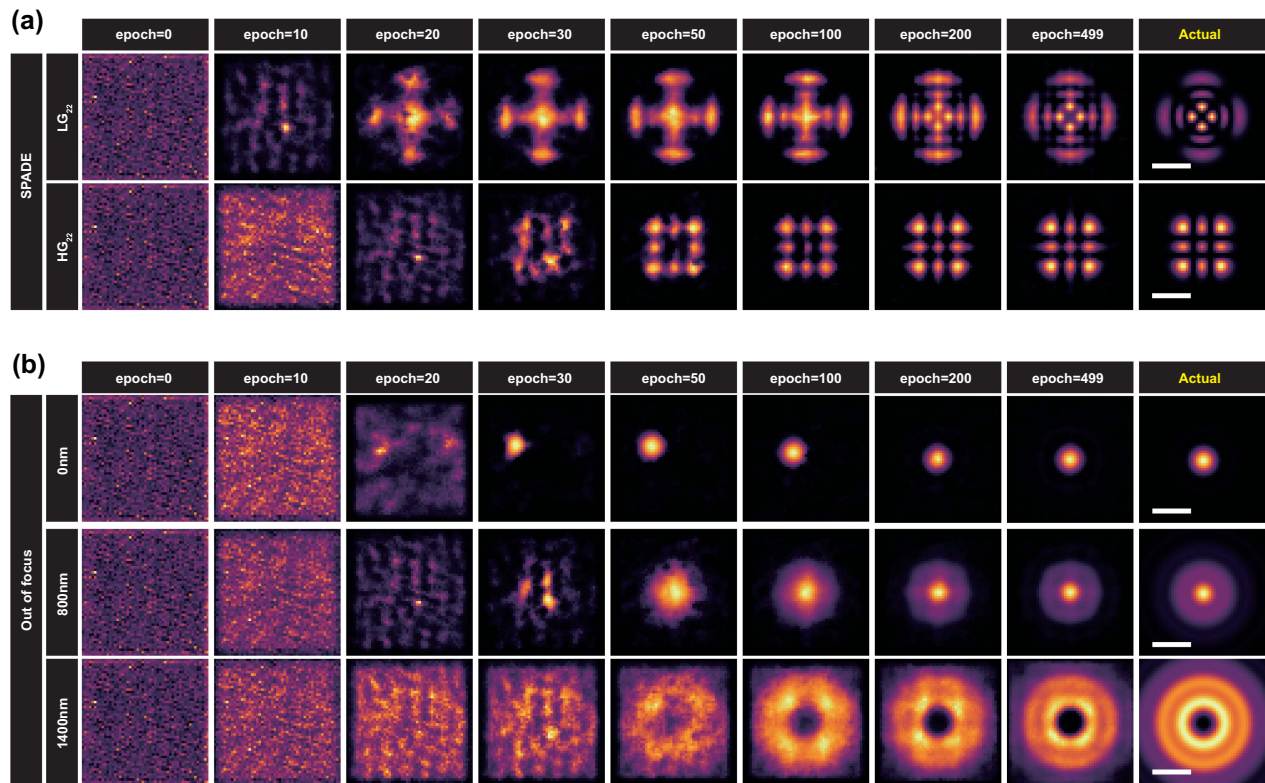 (a)
epoch=0 epoch=10 epoch=20 epoch=30 epoch=50 epoch=100 epoch=200 epoch=499 Actual
SPADE
LG22
HG22
(b)
epoch=0 epoch=10 epoch=20 epoch=30 epoch=50 epoch=100 epoch=200 epoch=499 Actual
Out of focus
0nm
800nm
1400nm